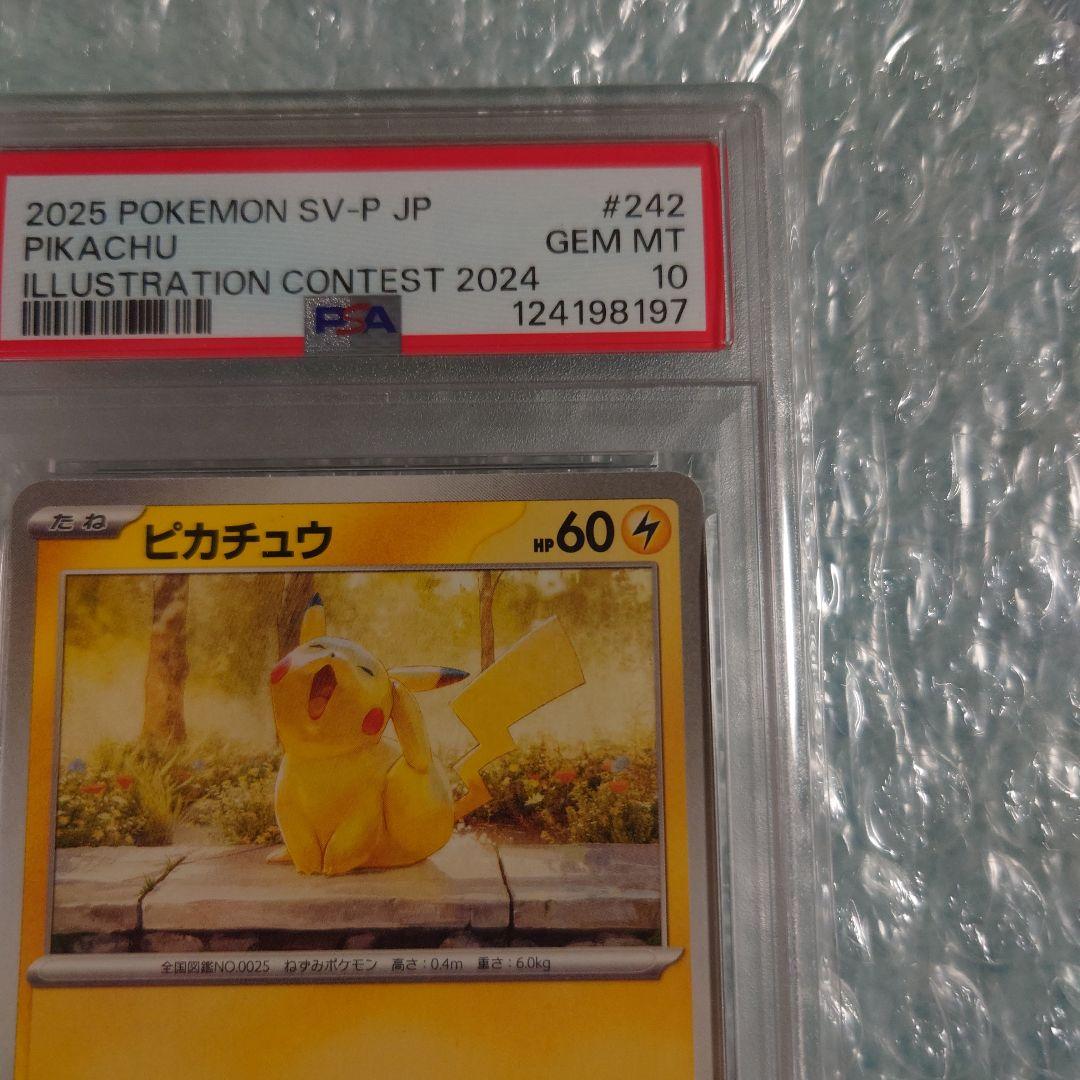 2025 POKEMON SV-P JP #242
PIKACHU GEM MT
ILLUSTRATION CONTEST 2024 10
124198197
PSA
たね ピカチュウ HP60
全国図鑑NO.0025 ねずみポケモン 高さ:0.4m 重さ:6.0kg